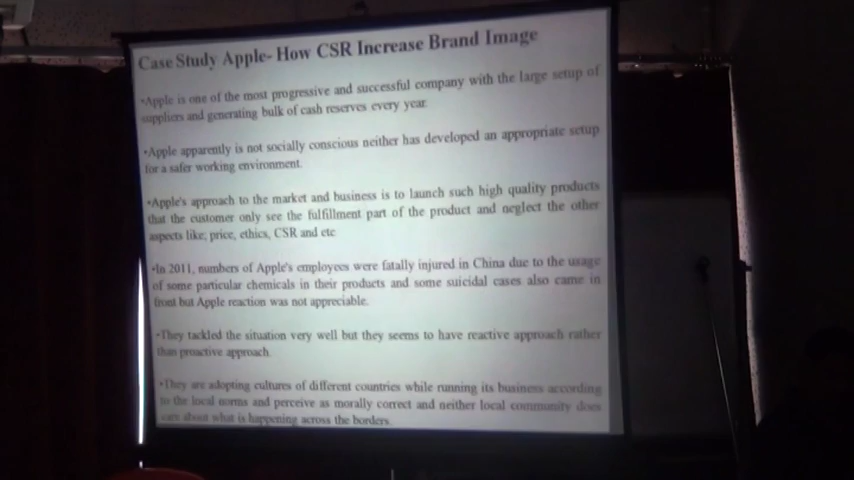 Case Study Apple- How CSR Increase Brand Image
•Apple is one of the most progressive and successful company with the large setup of
suppliers and generating bulk of cash reserves every year.
•Apple apparently is not socially conscious neither has developed an appropriate setup
for a safer working environment.
•Apple's approach to the market and business is to launch such high quality products
that the customer only see the fulfillment part of the product and neglect the other
aspects like; price, ethics, CSR and etc
•In 2011, numbers of Apple's employees were fatally injured in China due to the usage
of some particular chemicals in their products and some suicidal cases also came in
front but Apple reaction was not appreciable.
•They tackled the situation very well but they seems to have reactive approach rather
than proactive approach.
•They are adopting cultures of different countries while running its business according
to the local norms and perceive as morally correct and neither local community does
care about what is happening across the borders.